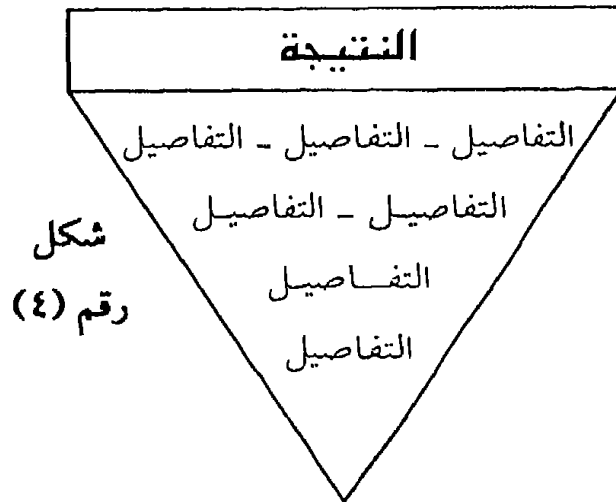 النتيجة
التفاصيل - التفاصيل - التفاصيل
التفاصيل - التفاصيل
التفاصيل
التفاصيل
شكل
رقم (٤)